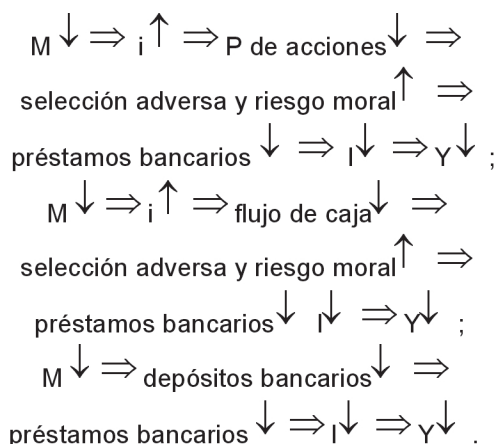 M ↓ ⇒ i ↑ ⇒ P de acciones ↓ ⇒
selección adversa y riesgo moral ↑ ⇒
préstamos bancarios ↓ ⇒ I ↓ ⇒ Y ↓ ;
M ↓ ⇒ i ↑ ⇒ flujo de caja ↓ ⇒
selección adversa y riesgo moral ↑ ⇒
préstamos bancarios ↓ I ↓ ⇒ Y ↓ ;
M ↓ ⇒ depósitos bancarios ↓ ⇒
préstamos bancarios ↓ ⇒ I ↓ ⇒ Y ↓ .